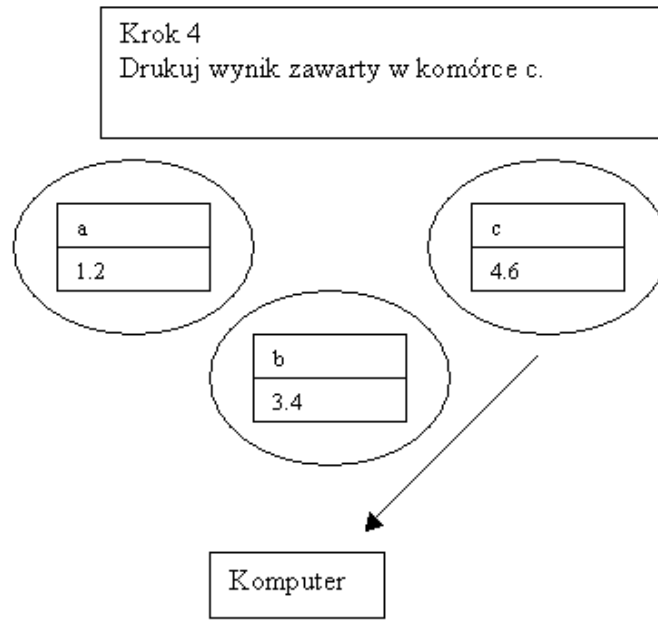 Krok 4
Drukuj wynik zawarty w komórce c.
a
1.2
c
4.6
b
3.4
Komputer